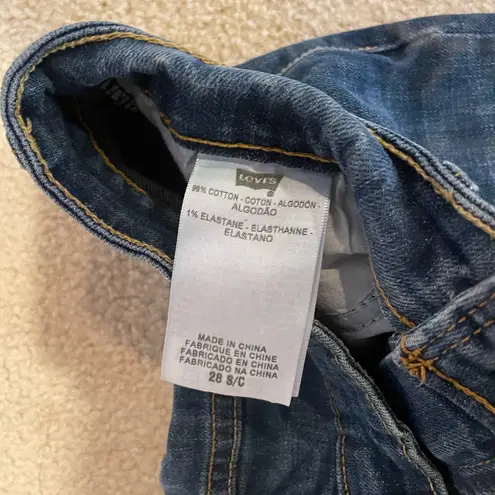 Levi's
®
99% COTTON - COTON - ALGODÓN -
ALGODÃO
1% ELASTANE - ELASTHANNE -
ELASTANO
MADE IN CHINA
FABRIQUE EN CHINE
FABRICADO EN CHINA
FABRICADO NA CHINA
28 S/C